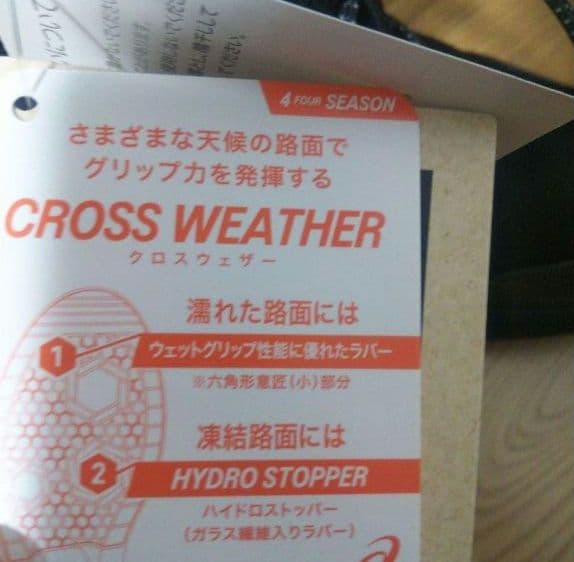 4 FOUR SEASON
さまざまな天候の路面で
グリップ力を発揮する
CROSS WEATHER
クロスウェザー
濡れた路面には
1 ウェットグリップ性能に優れたラバー
※六角形意匠(小)部分
凍結路面には
2 HYDRO STOPPER
ハイドロストッパー
(ガラス繊維入りラバー)